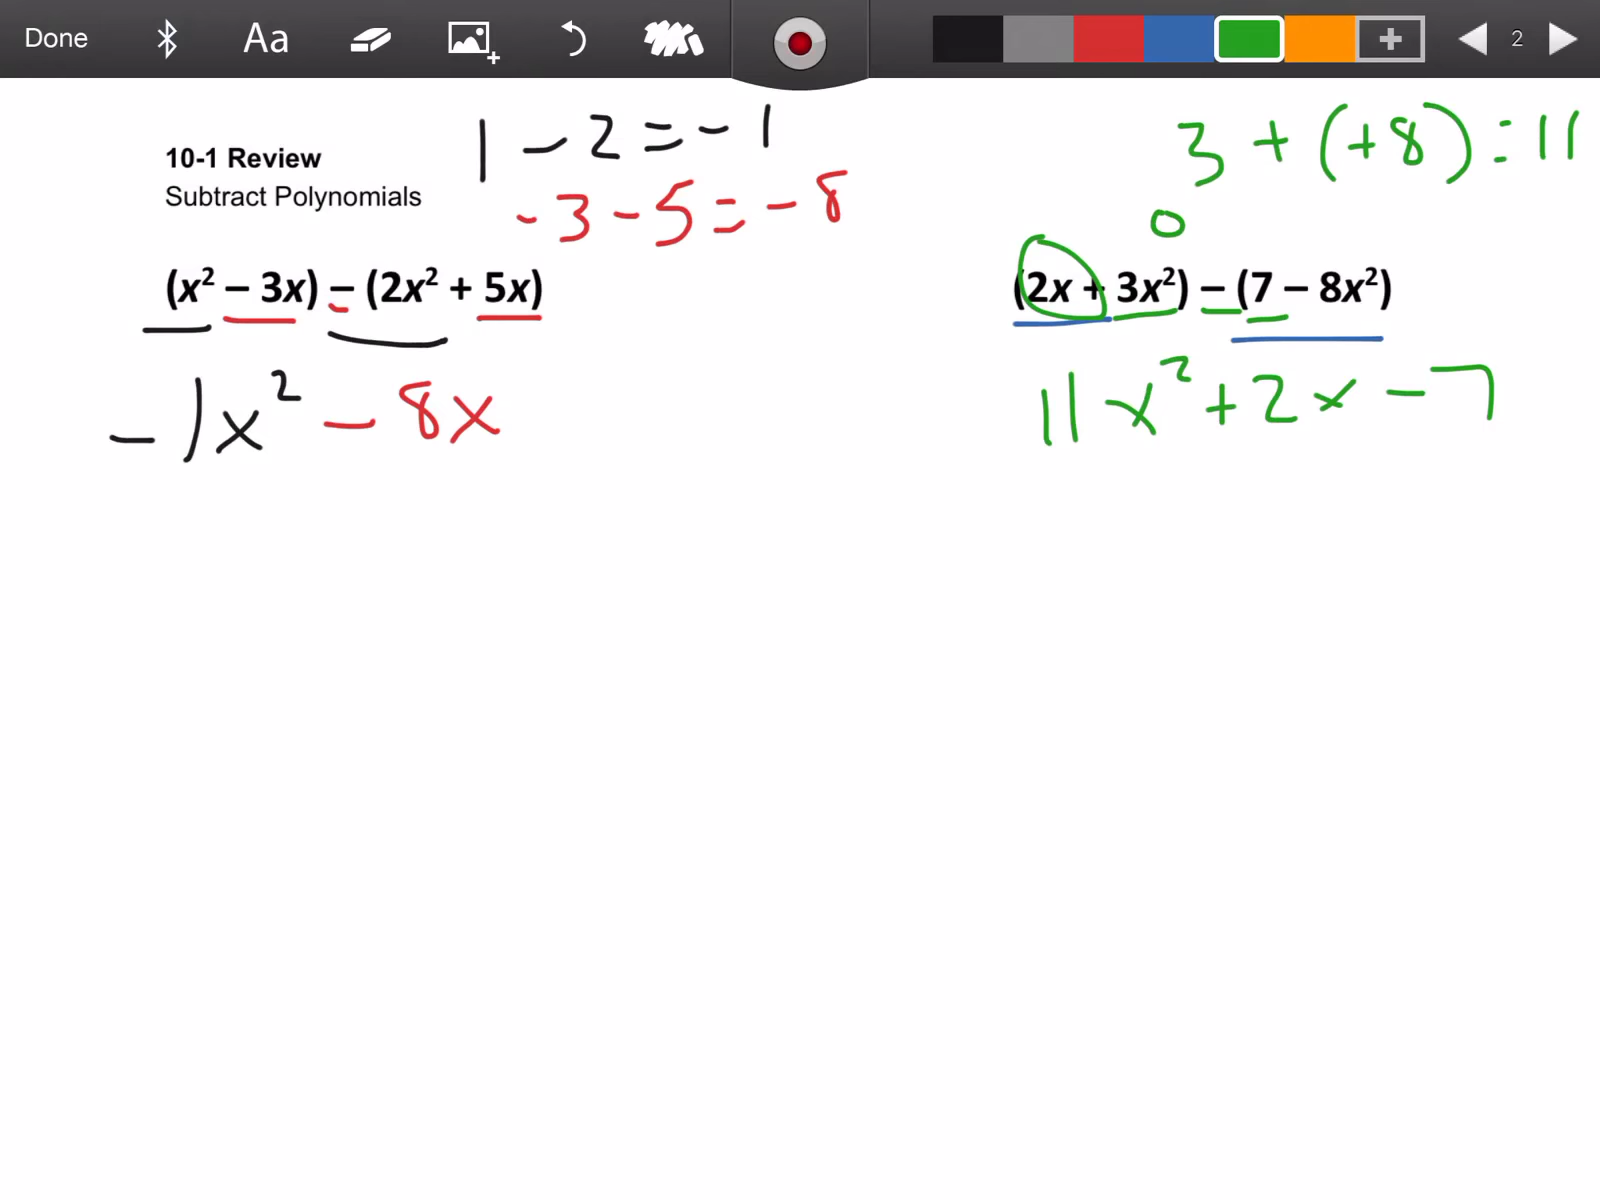 Done Aa 2
10-1 Review
Subtract Polynomials
1 - 2 = - 1
- 3 - 5 = - 8
(x² – 3x) – (2x² + 5x)
- 1x² - 8x
3 + (+8) = 11
0
(2x + 3x²) – (7 – 8x²)
11x² + 2x - 7